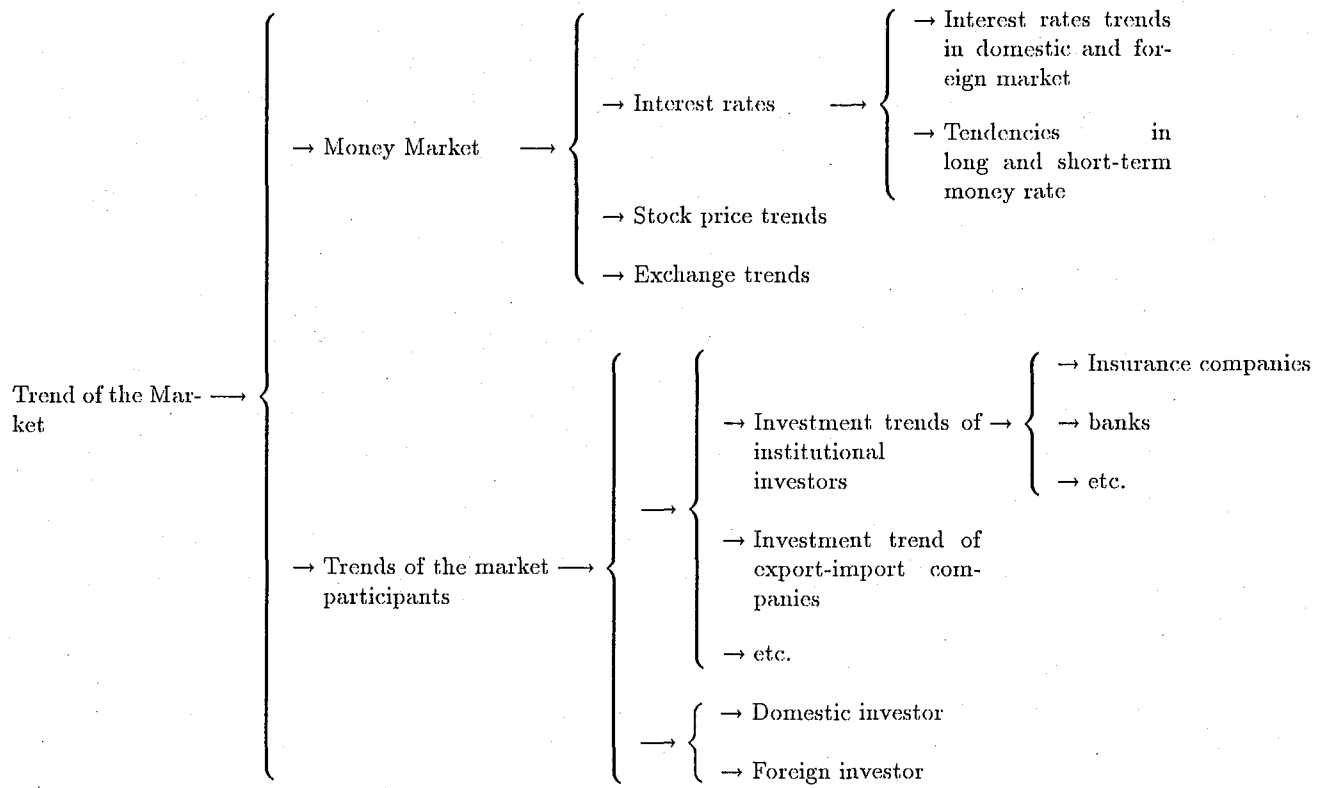 Trend of the Mar-
ket
→ Money Market
→ Interest rates
→ Interest rates trends
in domestic and for-
eign market
→ Tendencies in
long and short-term
money rate
→ Stock price trends
→ Exchange trends
→ Trends of the market
participants
→ Investment trends of
institutional
investors
→ Insurance companies
→ banks
→ etc.
→ Investment trend of
export-import com-
panies
→ etc.
→ Domestic investor
→ Foreign investor